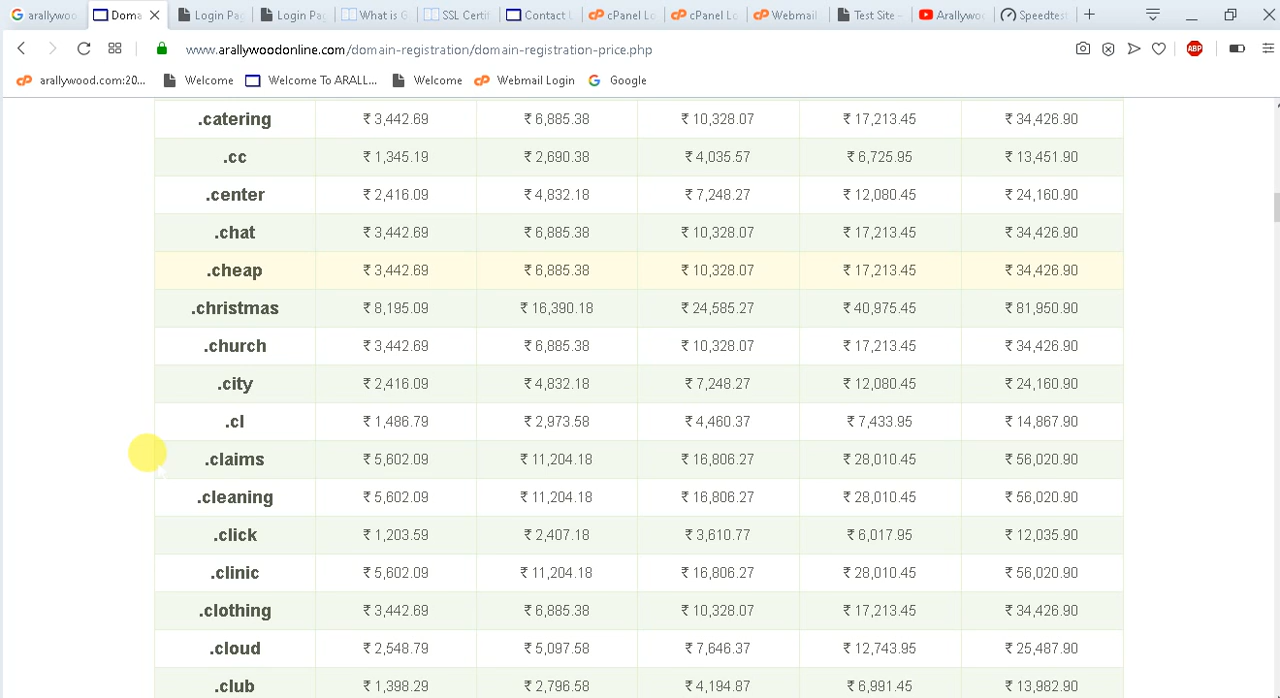 arallywoo
Doma
Login Pa
Login Pa
What is
SSL Certi
Contact
cPanel Lo
cPanel Lo
Webmail
Test Site -
Arallywo
Speedtes
www.arallywoodonline.com/domain-registration/domain-registration-price.php
ABP
arallywood.com:20...
Welcome
Welcome To ARALL...
Welcome
Webmail Login
Google
.catering ₹ 3,442.69 ₹ 6,885.38 ₹ 10,328.07 ₹ 17,213.45 ₹ 34,426.90
.cc ₹ 1,345.19 ₹ 2,690.38 ₹ 4,035.57 ₹ 6,725.95 ₹ 13,451.90
.center ₹ 2,416.09 ₹ 4,832.18 ₹ 7,248.27 ₹ 12,080.45 ₹ 24,160.90
.chat ₹ 3,442.69 ₹ 6,885.38 ₹ 10,328.07 ₹ 17,213.45 ₹ 34,426.90
.cheap ₹ 3,442.69 ₹ 6,885.38 ₹ 10,328.07 ₹ 17,213.45 ₹ 34,426.90
.christmas ₹ 8,195.09 ₹ 16,390.18 ₹ 24,585.27 ₹ 40,975.45 ₹ 81,950.90
.church ₹ 3,442.69 ₹ 6,885.38 ₹ 10,328.07 ₹ 17,213.45 ₹ 34,426.90
.city ₹ 2,416.09 ₹ 4,832.18 ₹ 7,248.27 ₹ 12,080.45 ₹ 24,160.90
.cl ₹ 1,486.79 ₹ 2,973.58 ₹ 4,460.37 ₹ 7,433.95 ₹ 14,867.90
.claims ₹ 5,602.09 ₹ 11,204.18 ₹ 16,806.27 ₹ 28,010.45 ₹ 56,020.90
.cleaning ₹ 5,602.09 ₹ 11,204.18 ₹ 16,806.27 ₹ 28,010.45 ₹ 56,020.90
.click ₹ 1,203.59 ₹ 2,407.18 ₹ 3,610.77 ₹ 6,017.95 ₹ 12,035.90
.clinic ₹ 5,602.09 ₹ 11,204.18 ₹ 16,806.27 ₹ 28,010.45 ₹ 56,020.90
.clothing ₹ 3,442.69 ₹ 6,885.38 ₹ 10,328.07 ₹ 17,213.45 ₹ 34,426.90
.cloud ₹ 2,548.79 ₹ 5,097.58 ₹ 7,646.37 ₹ 12,743.95 ₹ 25,487.90
.club ₹ 1,398.29 ₹ 2,796.58 ₹ 4,194.87 ₹ 6,991.45 ₹ 13,982.90